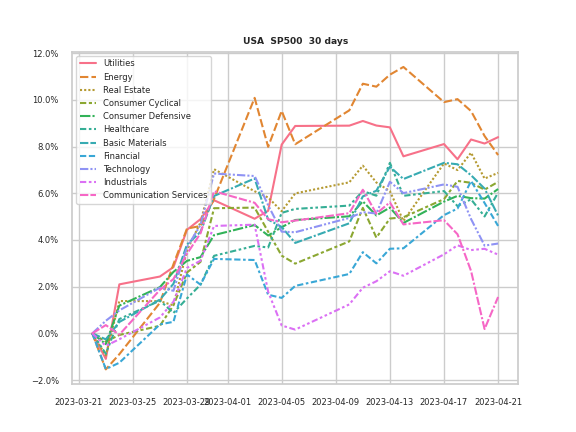 USA SP500 30 days
12.0%
10.0%
8.0%
6.0%
4.0%
2.0%
0.0%
−2.0%
Utilities
Energy
Real Estate
Consumer Cyclical
Consumer Defensive
Healthcare
Basic Materials
Financial
Technology
Industrials
Communication Services
2023-03-21 2023-03-25 2023-03-29 2023-04-01 2023-04-05 2023-04-09 2023-04-13 2023-04-17 2023-04-21